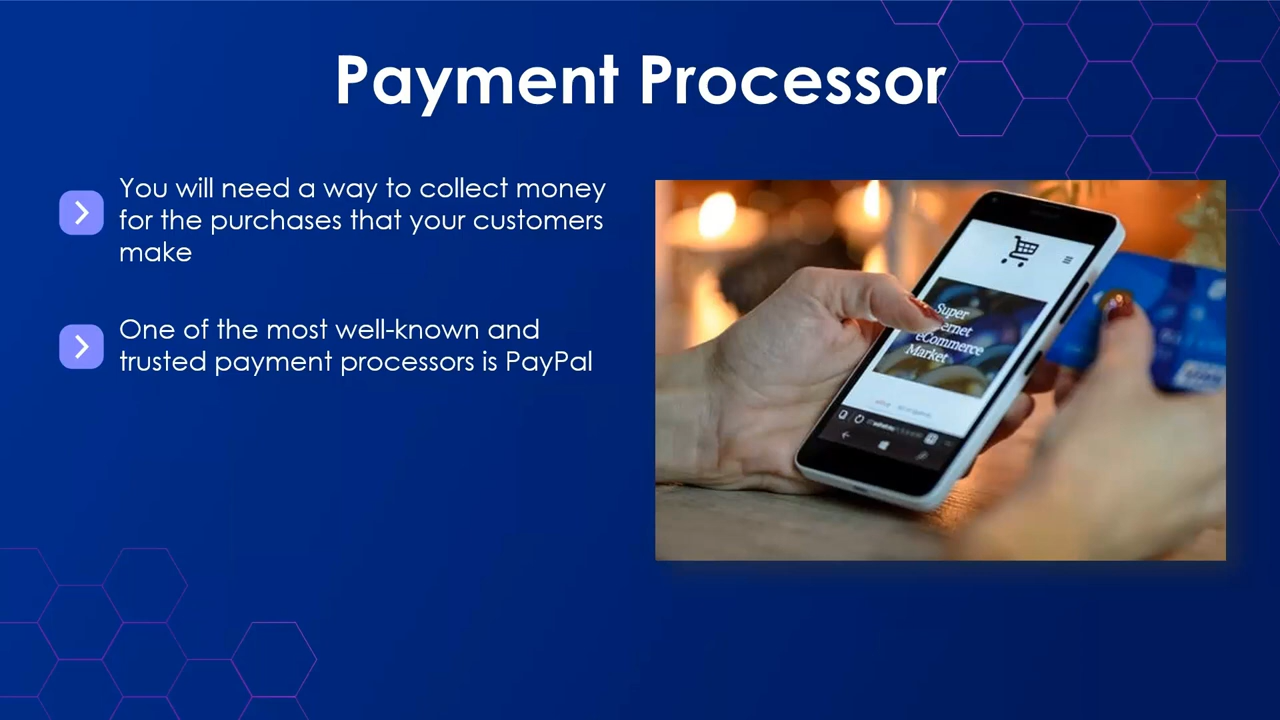 Payment Processor
You will need a way to collect money
for the purchases that your customers
make
One of the most well-known and
trusted payment processors is PayPal
Super
eCommerce
Market